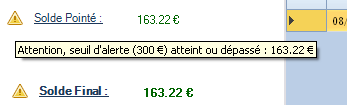 Solde Pointé : 163.22 € 08/
Attention, seuil d'alerte (300 €) atteint ou dépassé : 163.22 €
Solde Final : 163.22 €